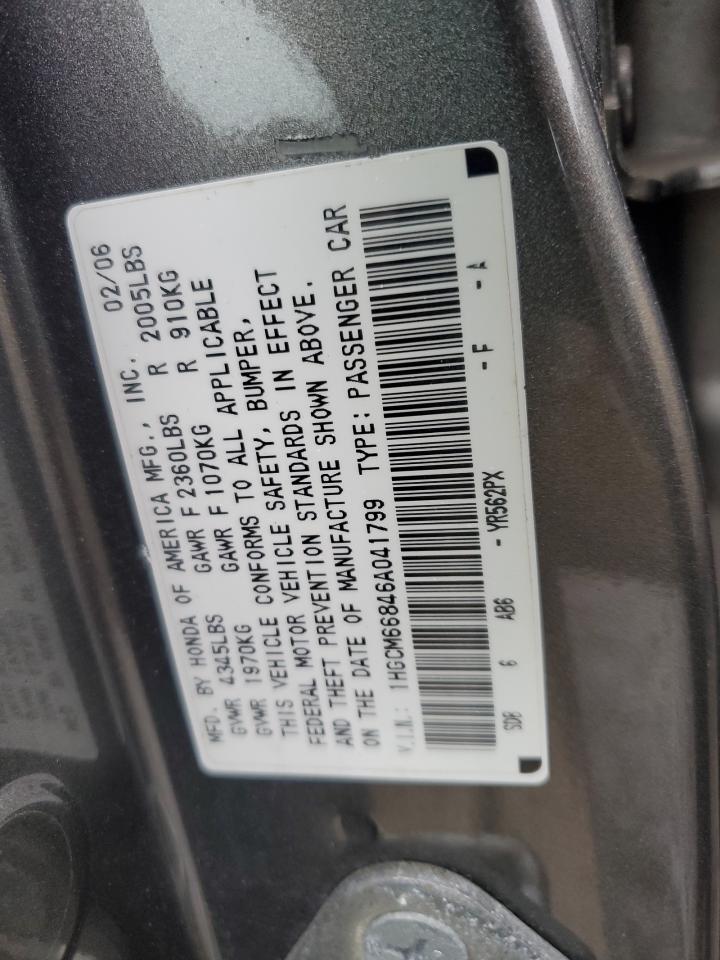 MFD. BY HONDA OF AMERICA MFG., INC. 02/06
GVWR 4345LBS GAWR F 2360LBS R 2005LBS
GVWR 1970KG GAWR F 1070KG R 910KG
THIS VEHICLE CONFORMS TO ALL APPLICABLE
FEDERAL MOTOR VEHICLE SAFETY, BUMPER,
AND THEFT PREVENTION STANDARDS IN EFFECT
ON THE DATE OF MANUFACTURE SHOWN ABOVE.
V.I.N.: 1HGCM66846A041799 TYPE: PASSENGER CAR
SDB 6 AB6 - YR562PX - F - A